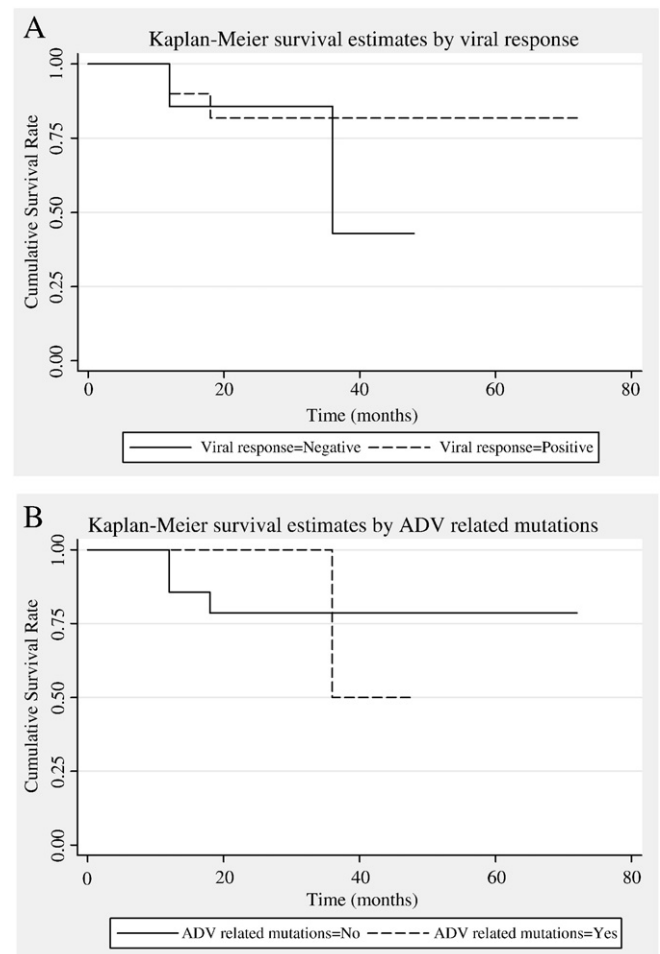 A
Kaplan-Meier survival estimates by viral response
Cumulative Survival Rate
1.00
0.75
0.50
0.25
0.00
0 20 40 60 80
Time (months)
Viral response=Negative Viral response=Positive
B
Kaplan-Meier survival estimates by ADV related mutations
Cumulative Survival Rate
1.00
0.75
0.50
0.25
0.00
0 20 40 60 80
Time (months)
ADV related mutations=No ADV related mutations=Yes